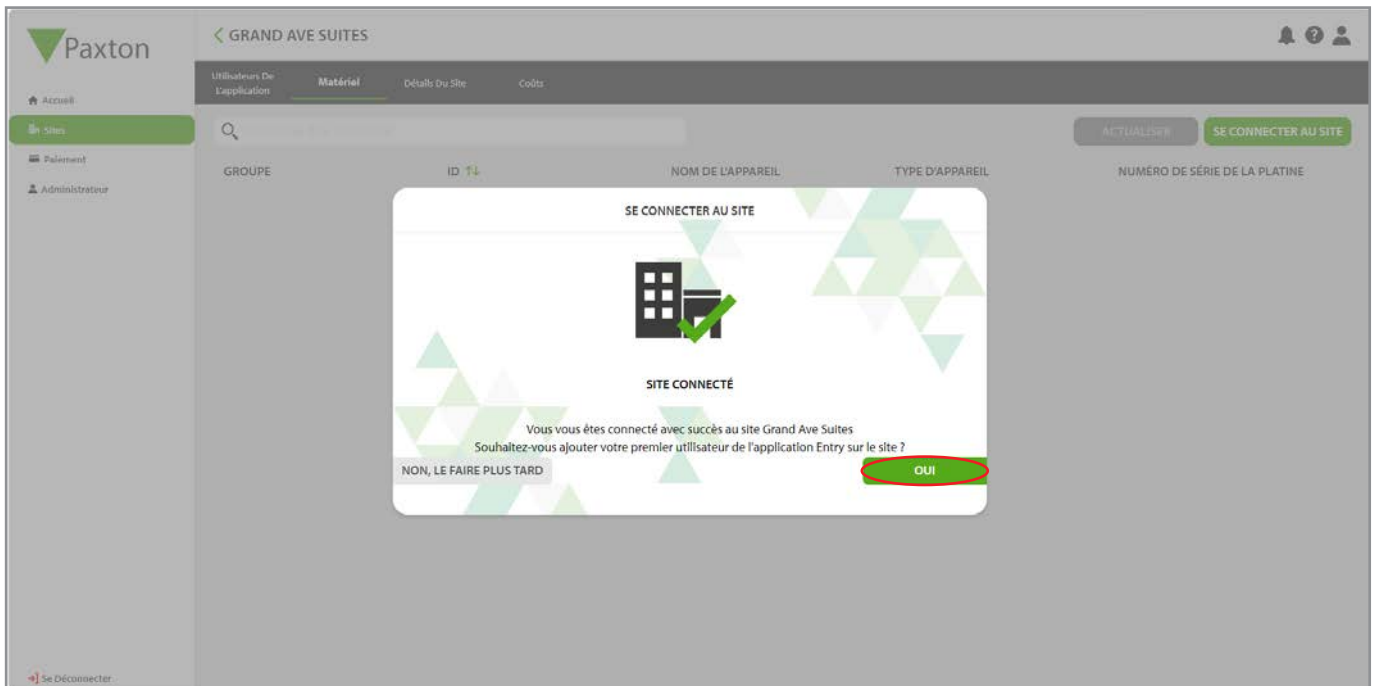 Paxton
GRAND AVE SUITES
Utilisateurs De
L'application
Matériel
Détails Du Site
Coûts
Accueil
Sites
Paiement
Administrateur
ACTUALISER
SE CONNECTER AU SITE
GROUPE
ID
NOM DE L'APPAREIL
TYPE D'APPAREIL
NUMÉRO DE SÉRIE DE LA PLATINE
SE CONNECTER AU SITE
SITE CONNECTÉ
Vous vous êtes connecté avec succès au site Grand Ave Suites
Souhaitez-vous ajouter votre premier utilisateur de l'application Entry sur le site ?
NON, LE FAIRE PLUS TARD
OUI
Se Déconnecter